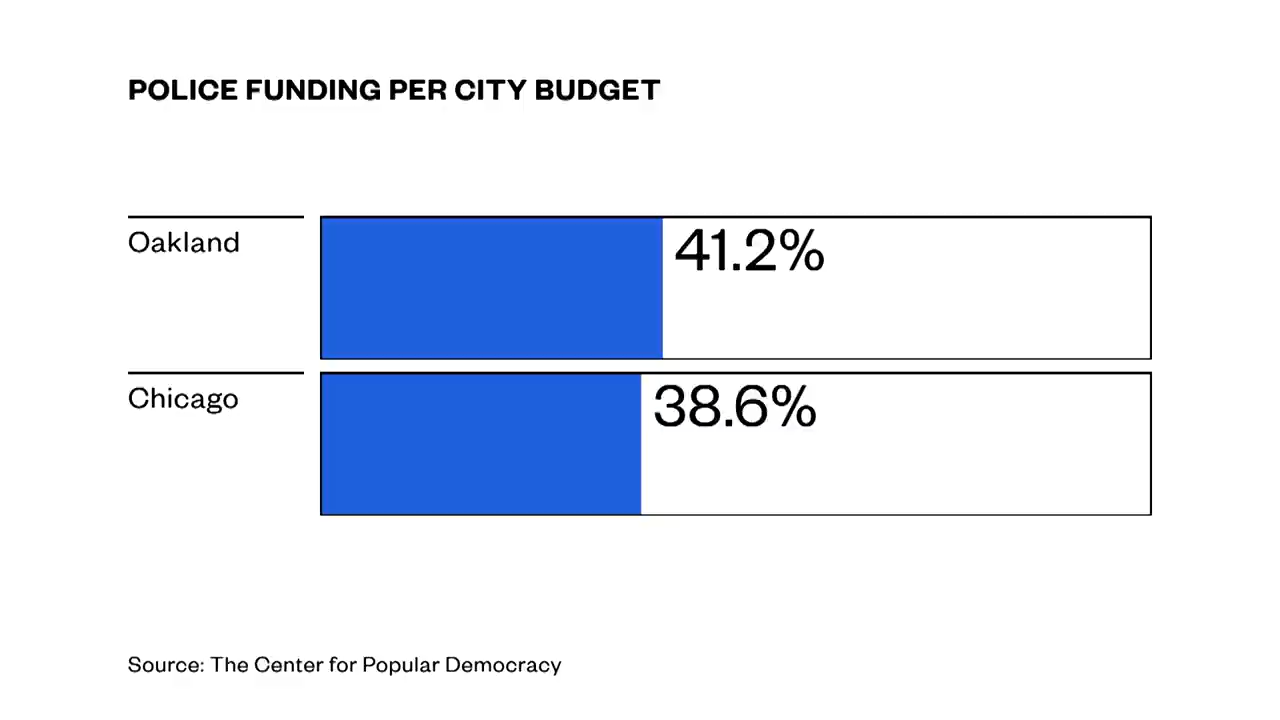 POLICE FUNDING PER CITY BUDGET
Oakland
41.2%
Chicago
38.6%
Source: The Center for Popular Democracy